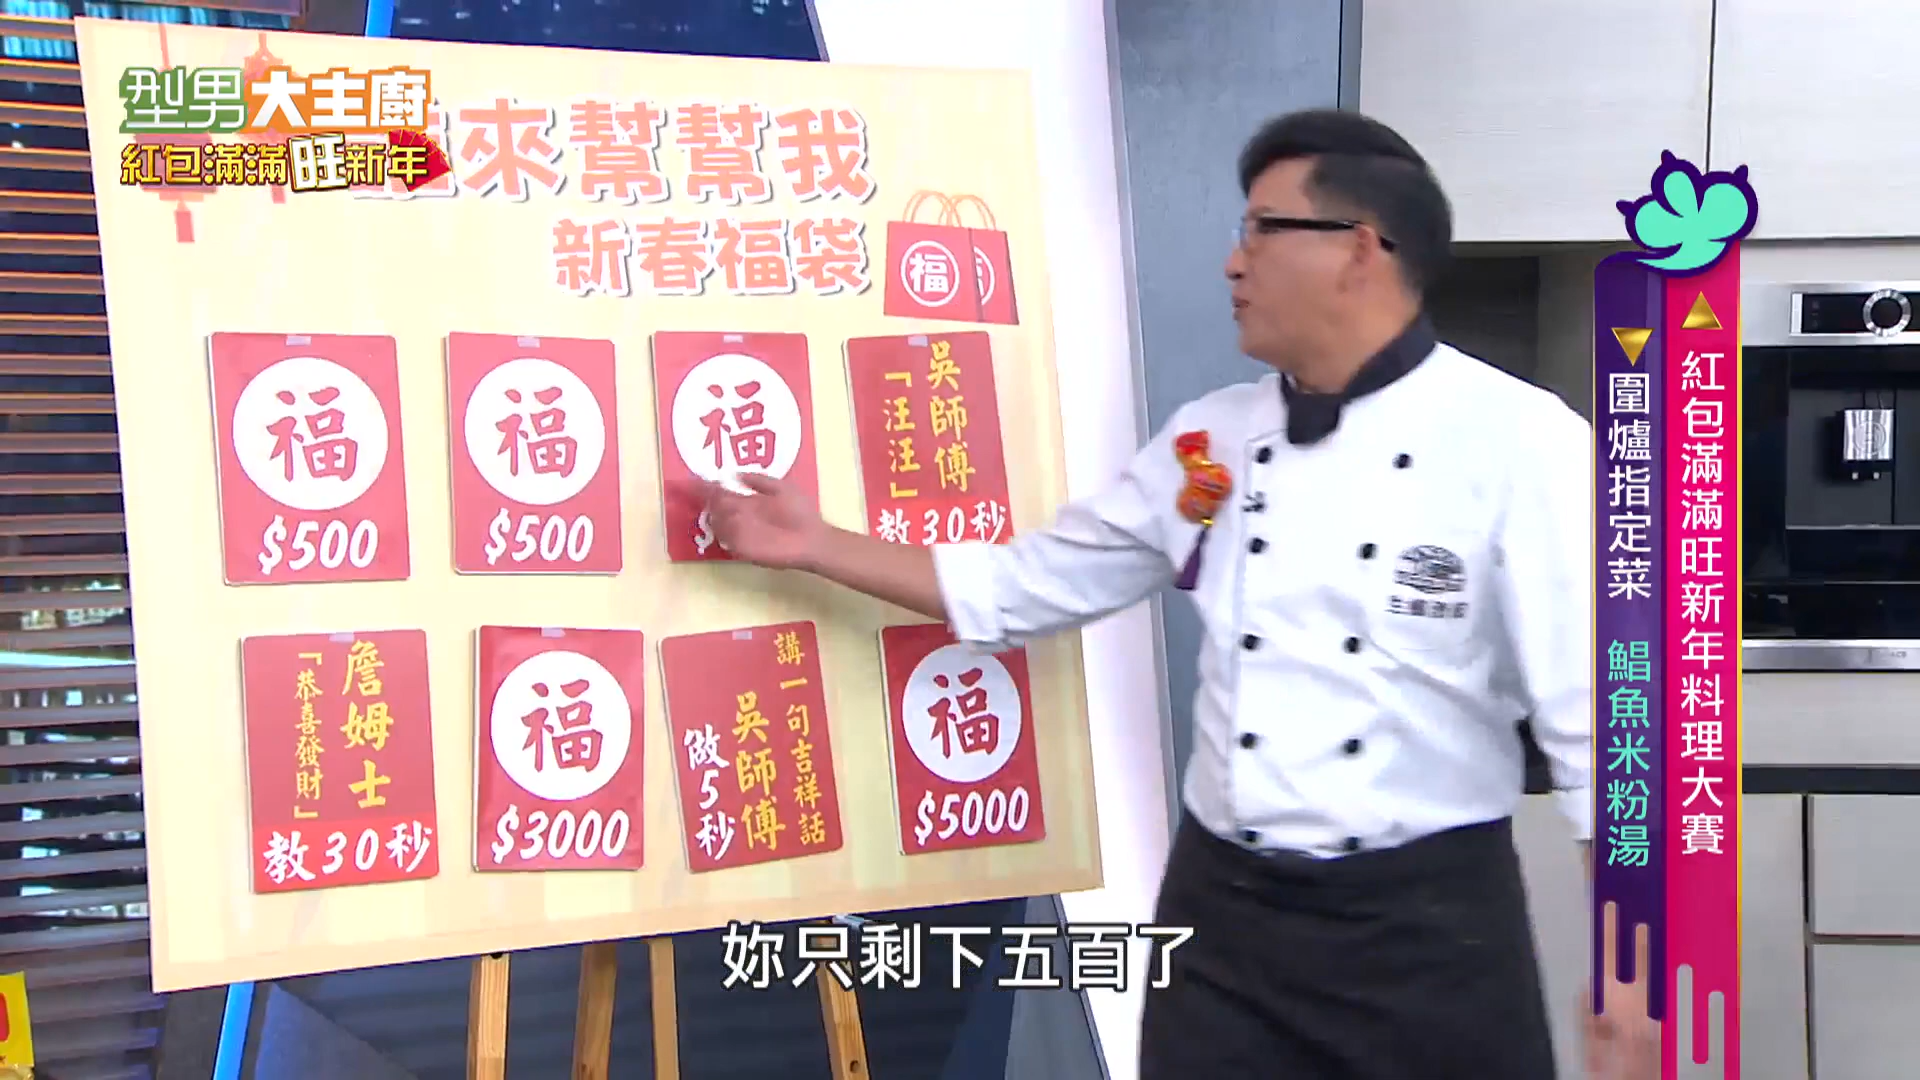 型男大主廚
紅包滿滿旺新年
來幫幫我
新春福袋
福
福
$500
福
$500
福
$
吳師傅
「汪汪」
教30秒
詹姆士
「恭喜發財」
教30秒
福
$3000
講一句吉祥話
吳師傅
做5秒
福
$5000
紅包滿滿旺新年料理大賽
圍爐指定菜 鯧魚米粉湯
妳只剩下五百了